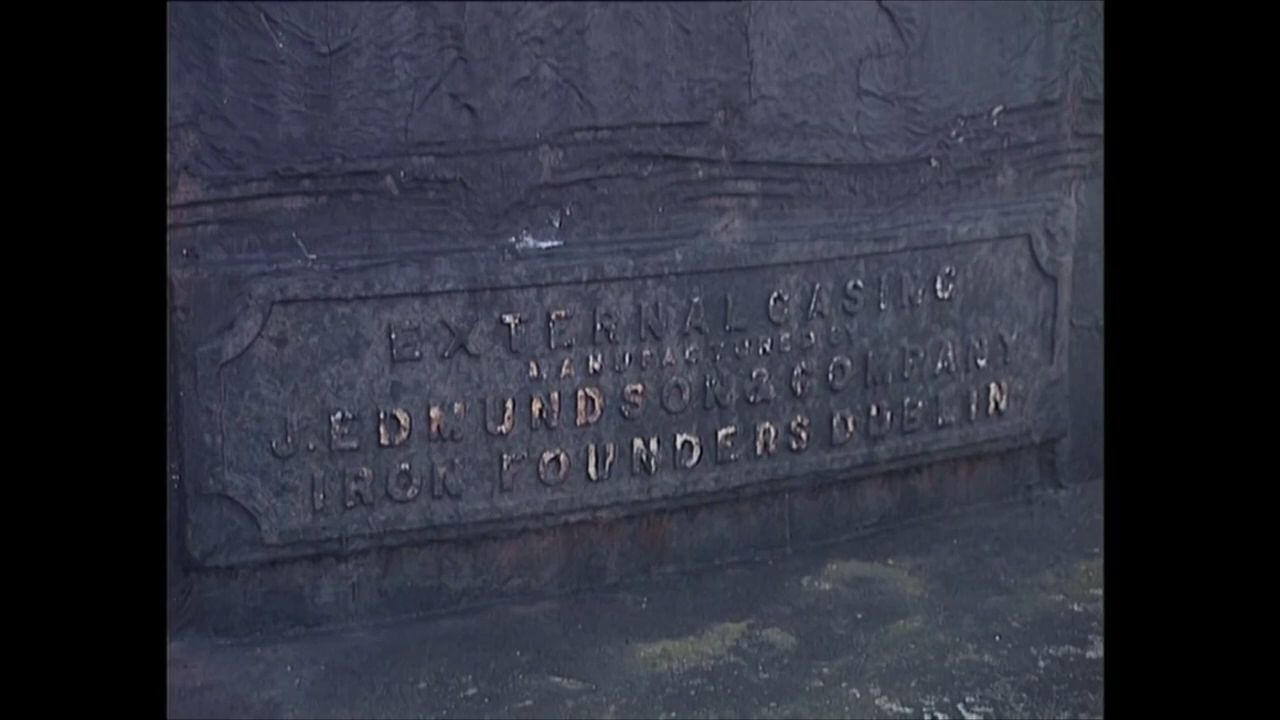 EXTERNAL CASING
MANUFACTURED BY
J. EDMUNDSON & COMPANY
IRON FOUNDERS DUBLIN